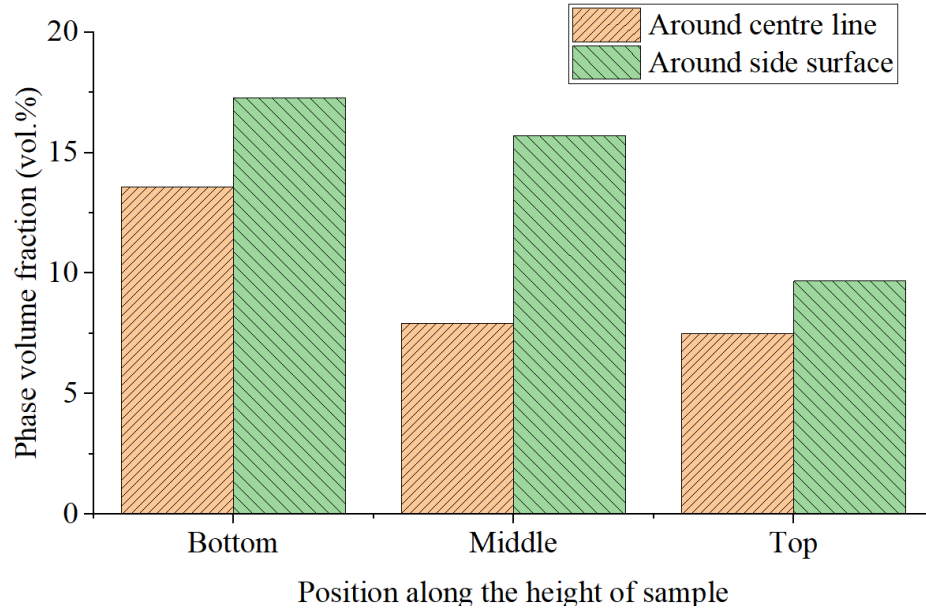 Around centre line
Around side surface
Phase volume fraction (vol.%)
20
15
10
5
0
Bottom Middle Top
Position along the height of sample